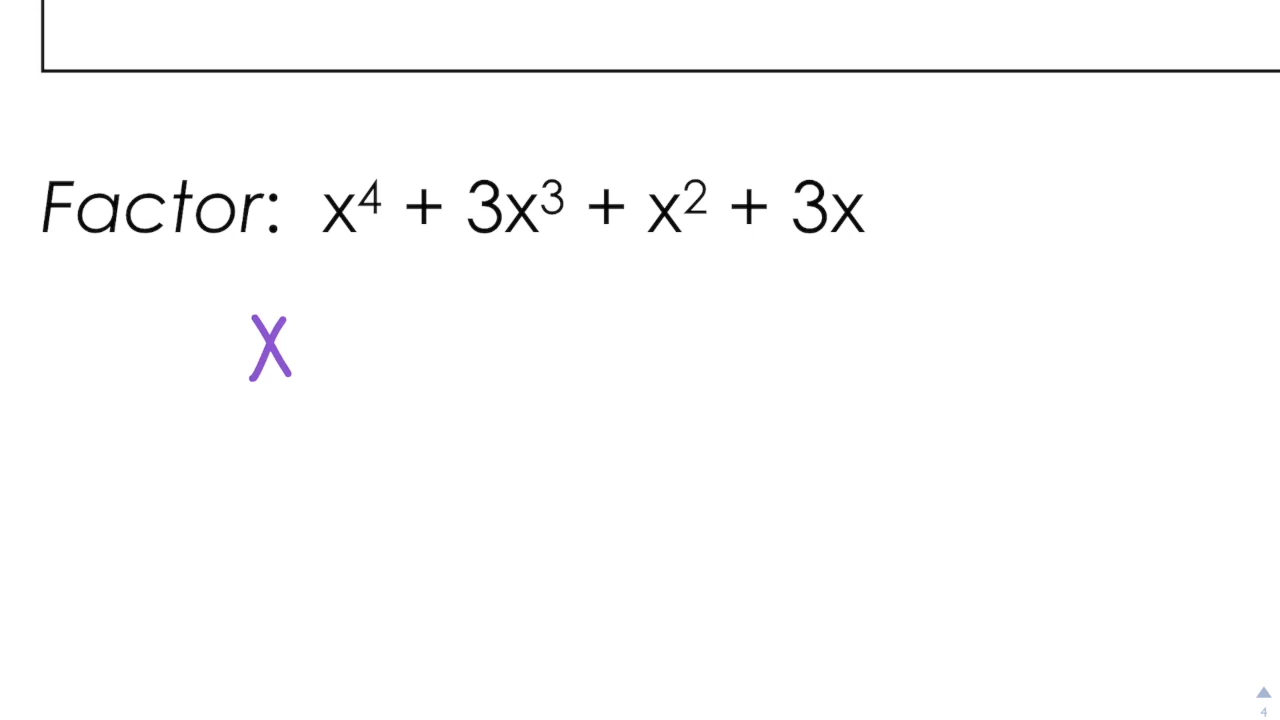 Factor: x⁴ + 3x³ + x² + 3x
x
4